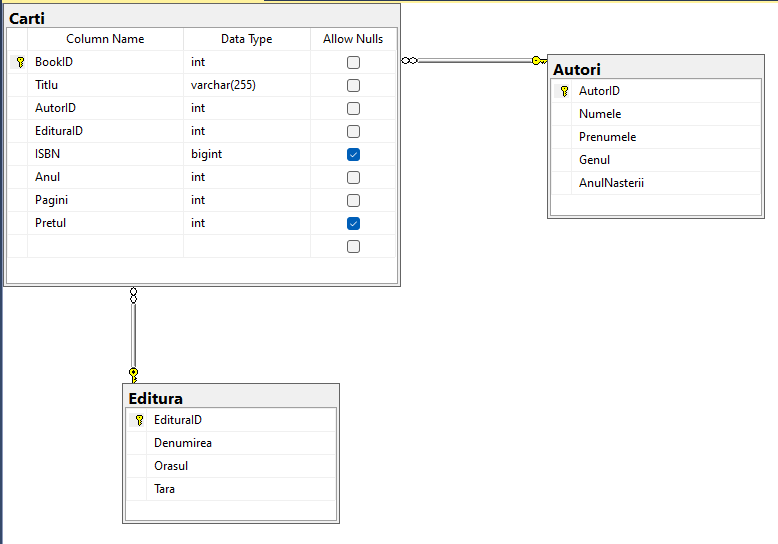 Carti
Column Name Data Type Allow Nulls
BookID int
Titlu varchar(255)
AutorID int
EdituraID int
ISBN bigint
Anul int
Pagini int
Pretul int
Autori
AutorID
Numele
Prenumele
Genul
AnulNasterii
Editura
EdituraID
Denumirea
Orasul
Tara